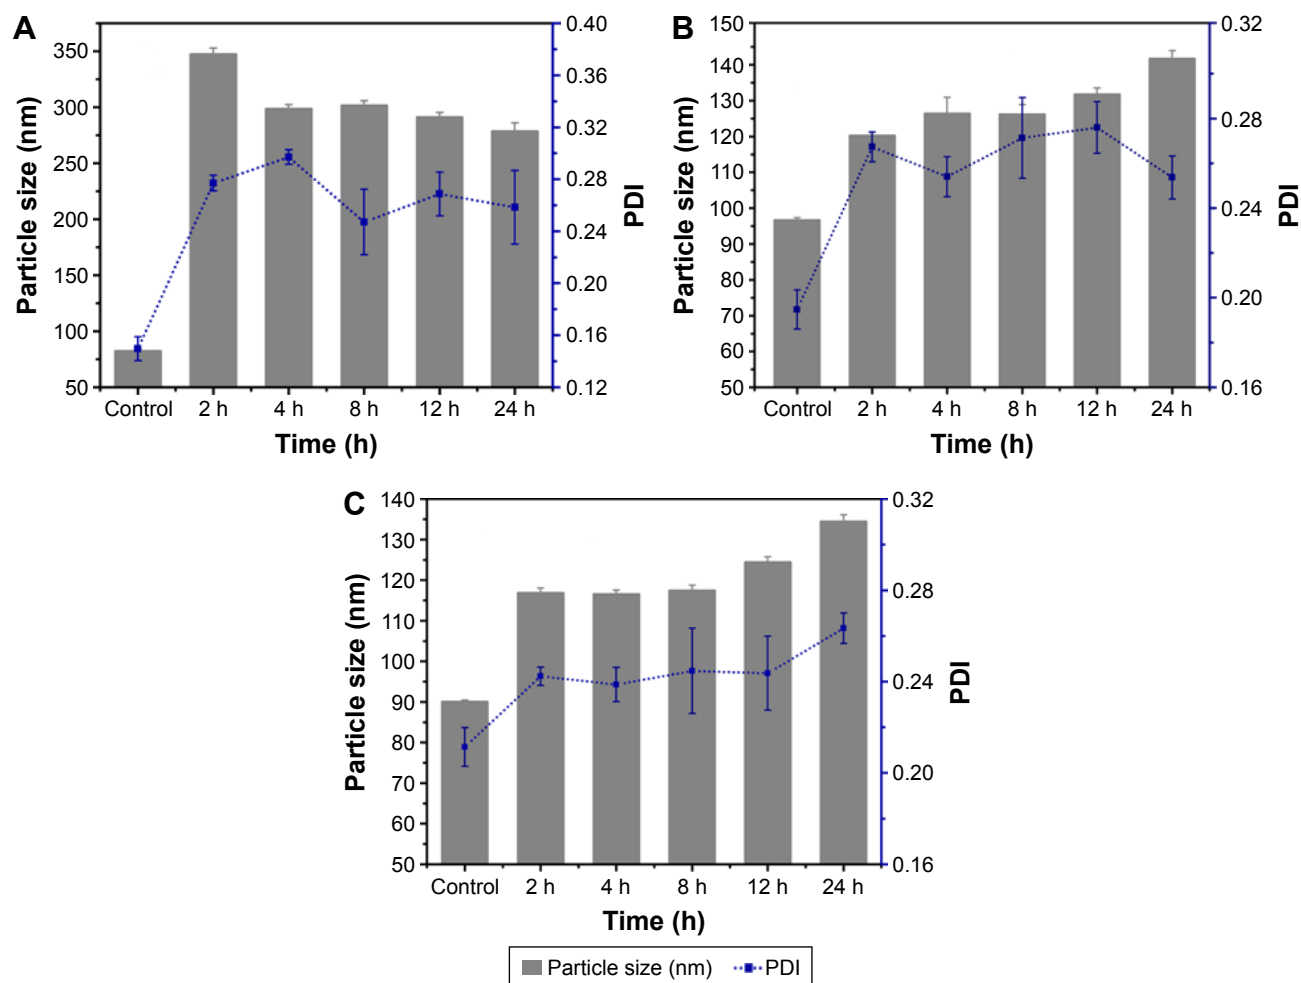 A
Particle size (nm)
350
300
250
200
150
100
50
0.40
0.36
0.32
0.28
0.24
0.20
0.16
0.12
PDI
Control 2 h 4 h 8 h 12 h 24 h
Time (h)
B
Particle size (nm)
150
140
130
120
110
100
90
80
70
60
50
0.32
0.28
0.24
0.20
0.16
PDI
Control 2 h 4 h 8 h 12 h 24 h
Time (h)
C
Particle size (nm)
140
130
120
110
100
90
80
70
60
50
0.32
0.28
0.24
0.20
0.16
PDI
Control 2 h 4 h 8 h 12 h 24 h
Time (h)
Particle size (nm) PDI